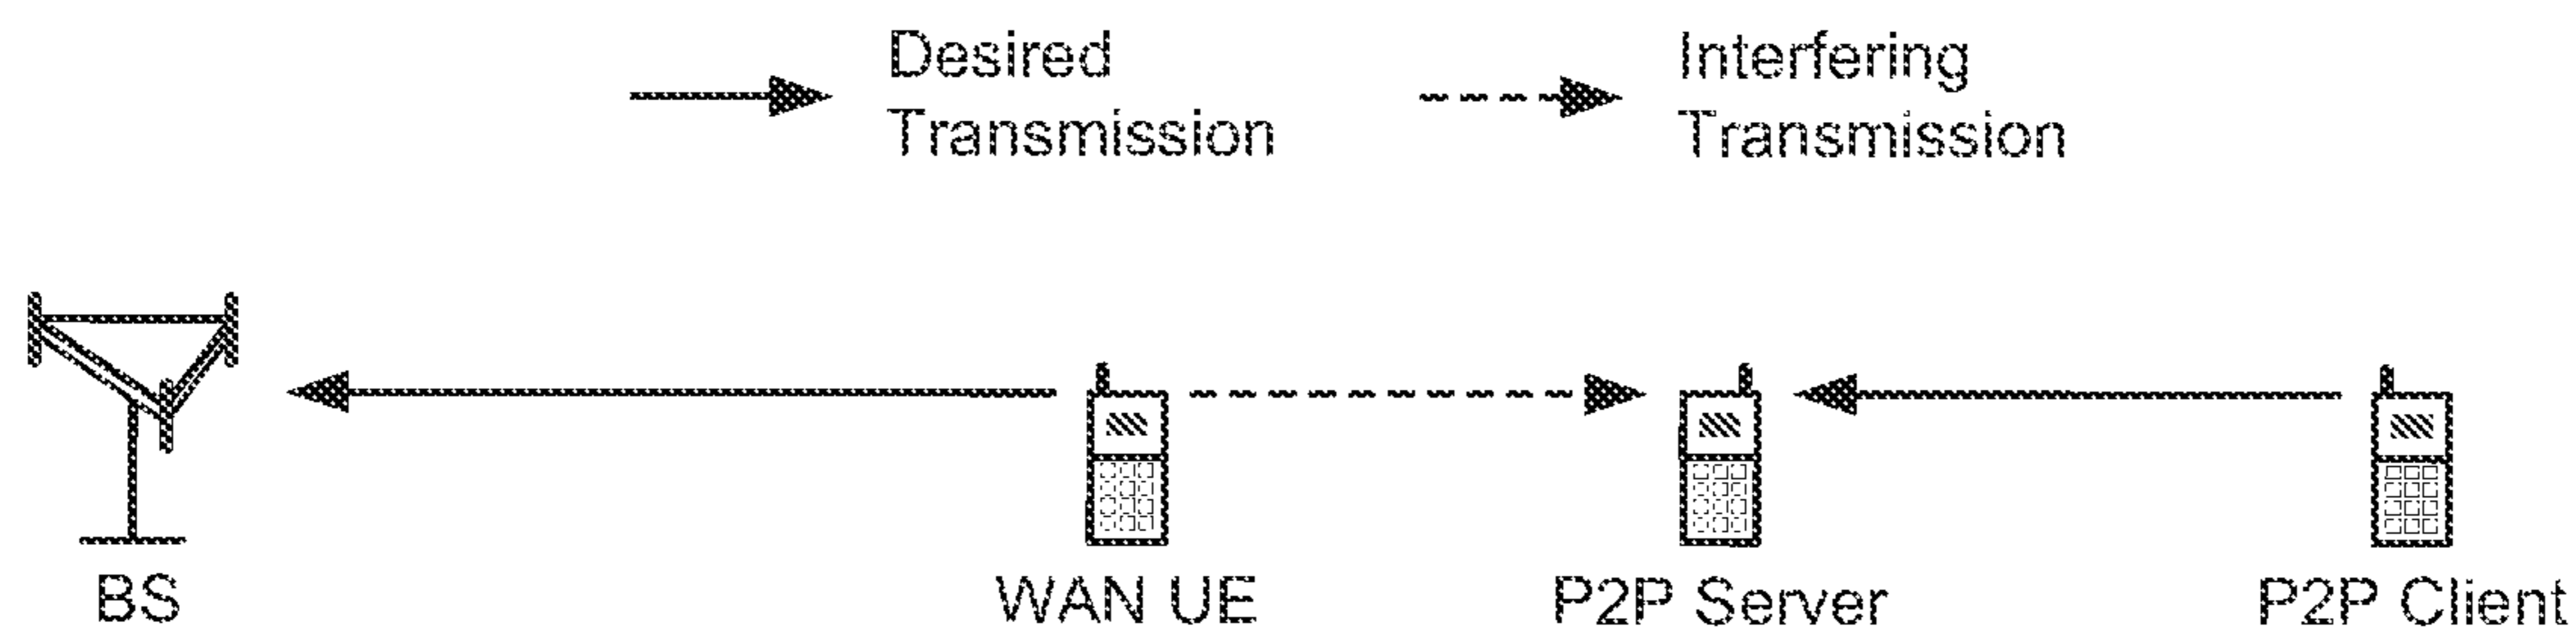 Desired
Transmission
Interfering
Transmission
BS
WAN UE
P2P Server
P2P Client